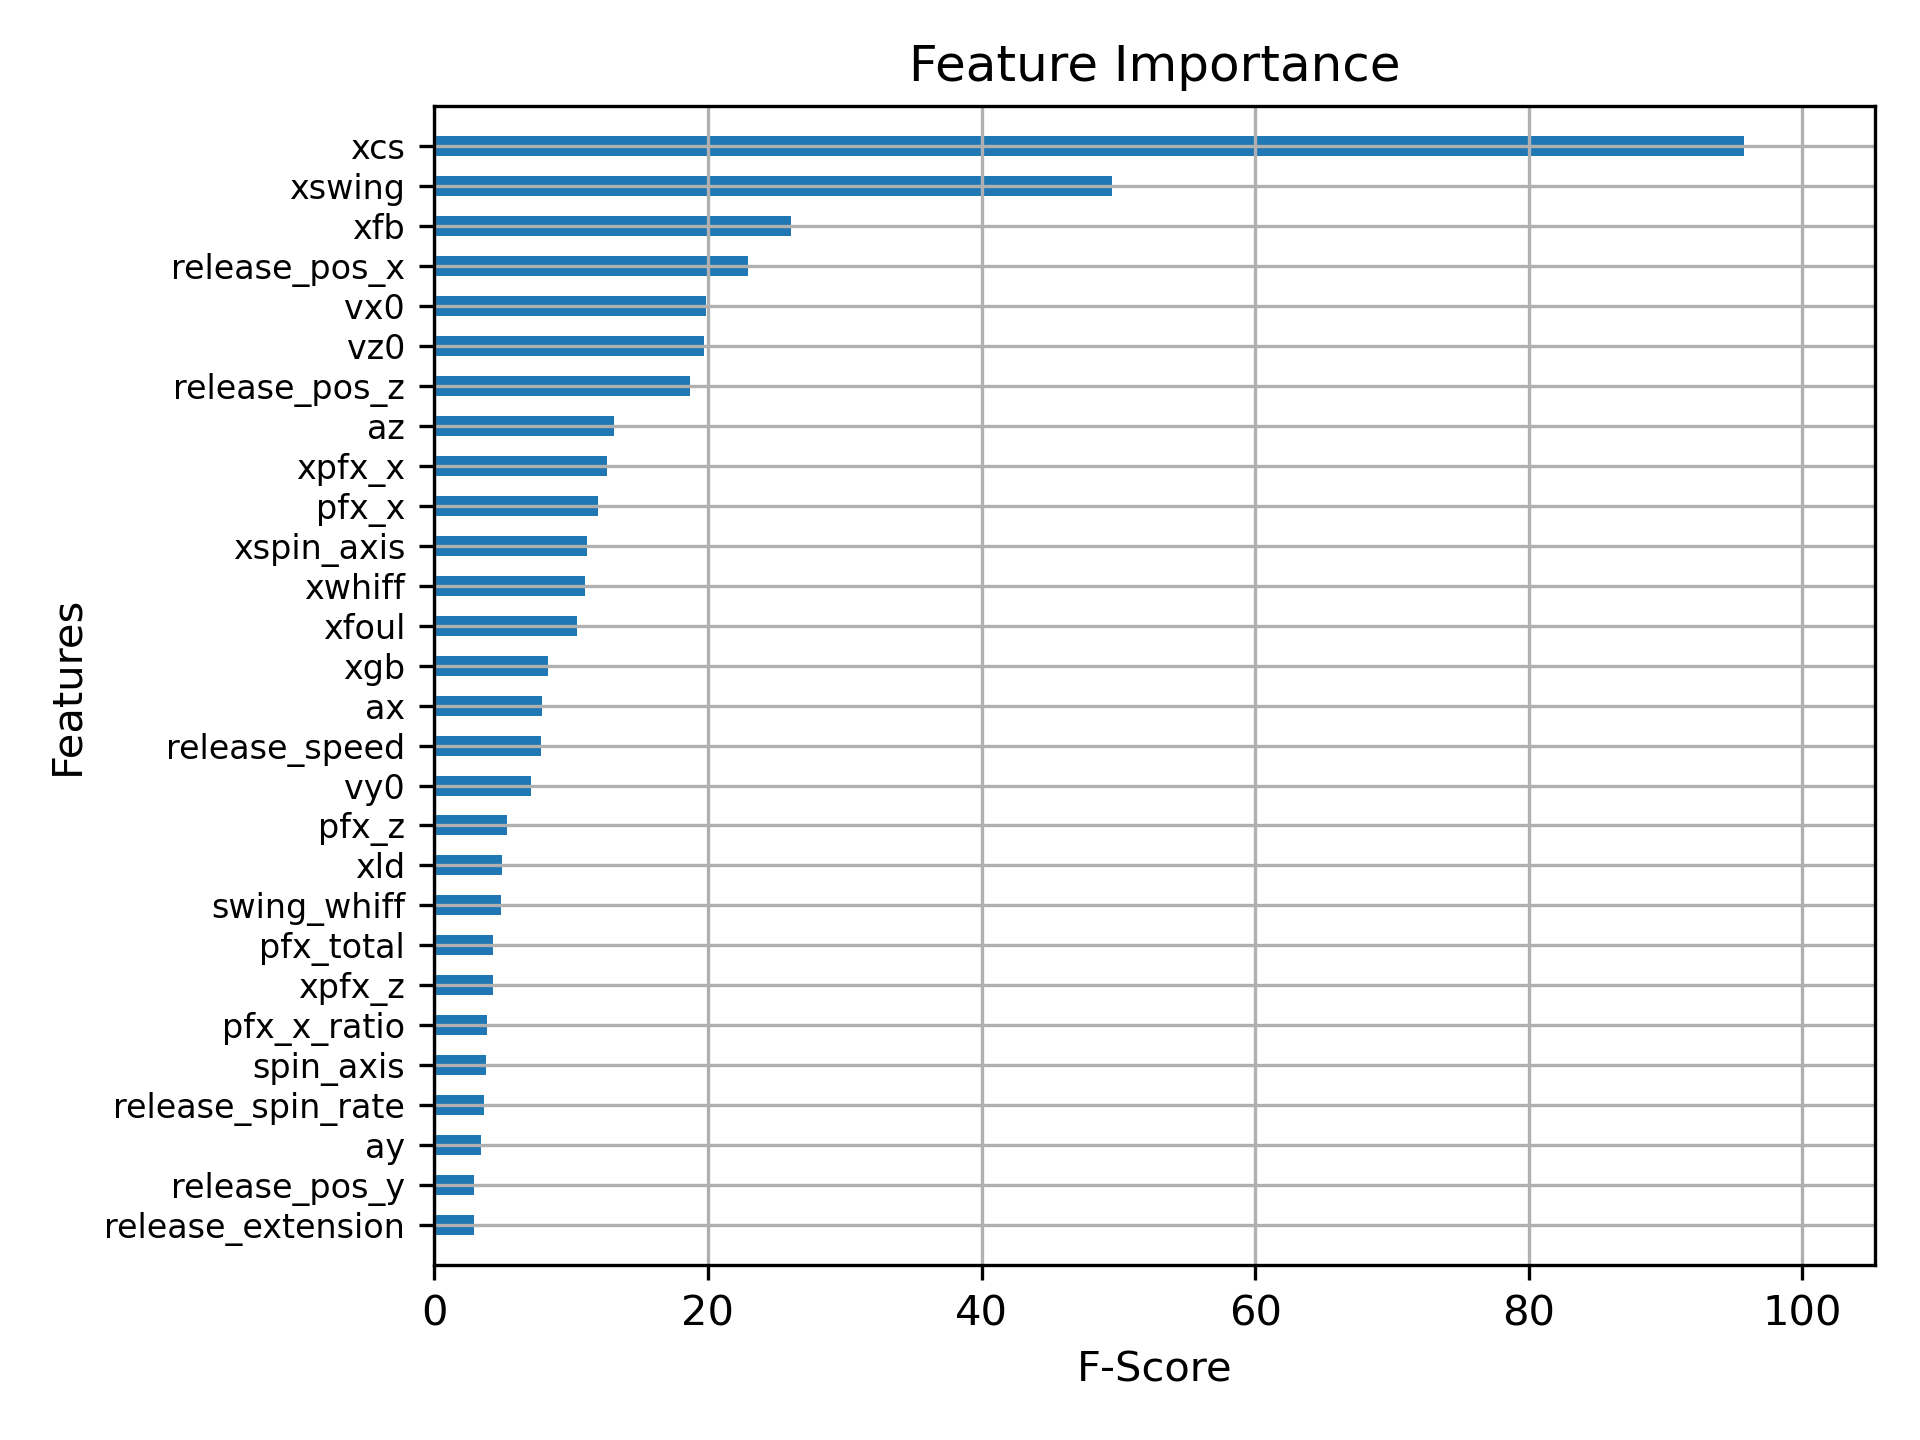 Feature Importance
xcs
xswing
xfb
release_pos_x
vx0
vz0
release_pos_z
az
xpfx_x
pfx_x
xspin_axis
xwhiff
xfoul
xgb
ax
release_speed
vy0
pfx_z
xld
swing_whiff
pfx_total
xpfx_z
pfx_x_ratio
spin_axis
release_spin_rate
ay
release_pos_y
release_extension
Features
0 20 40 60 80 100
F-Score